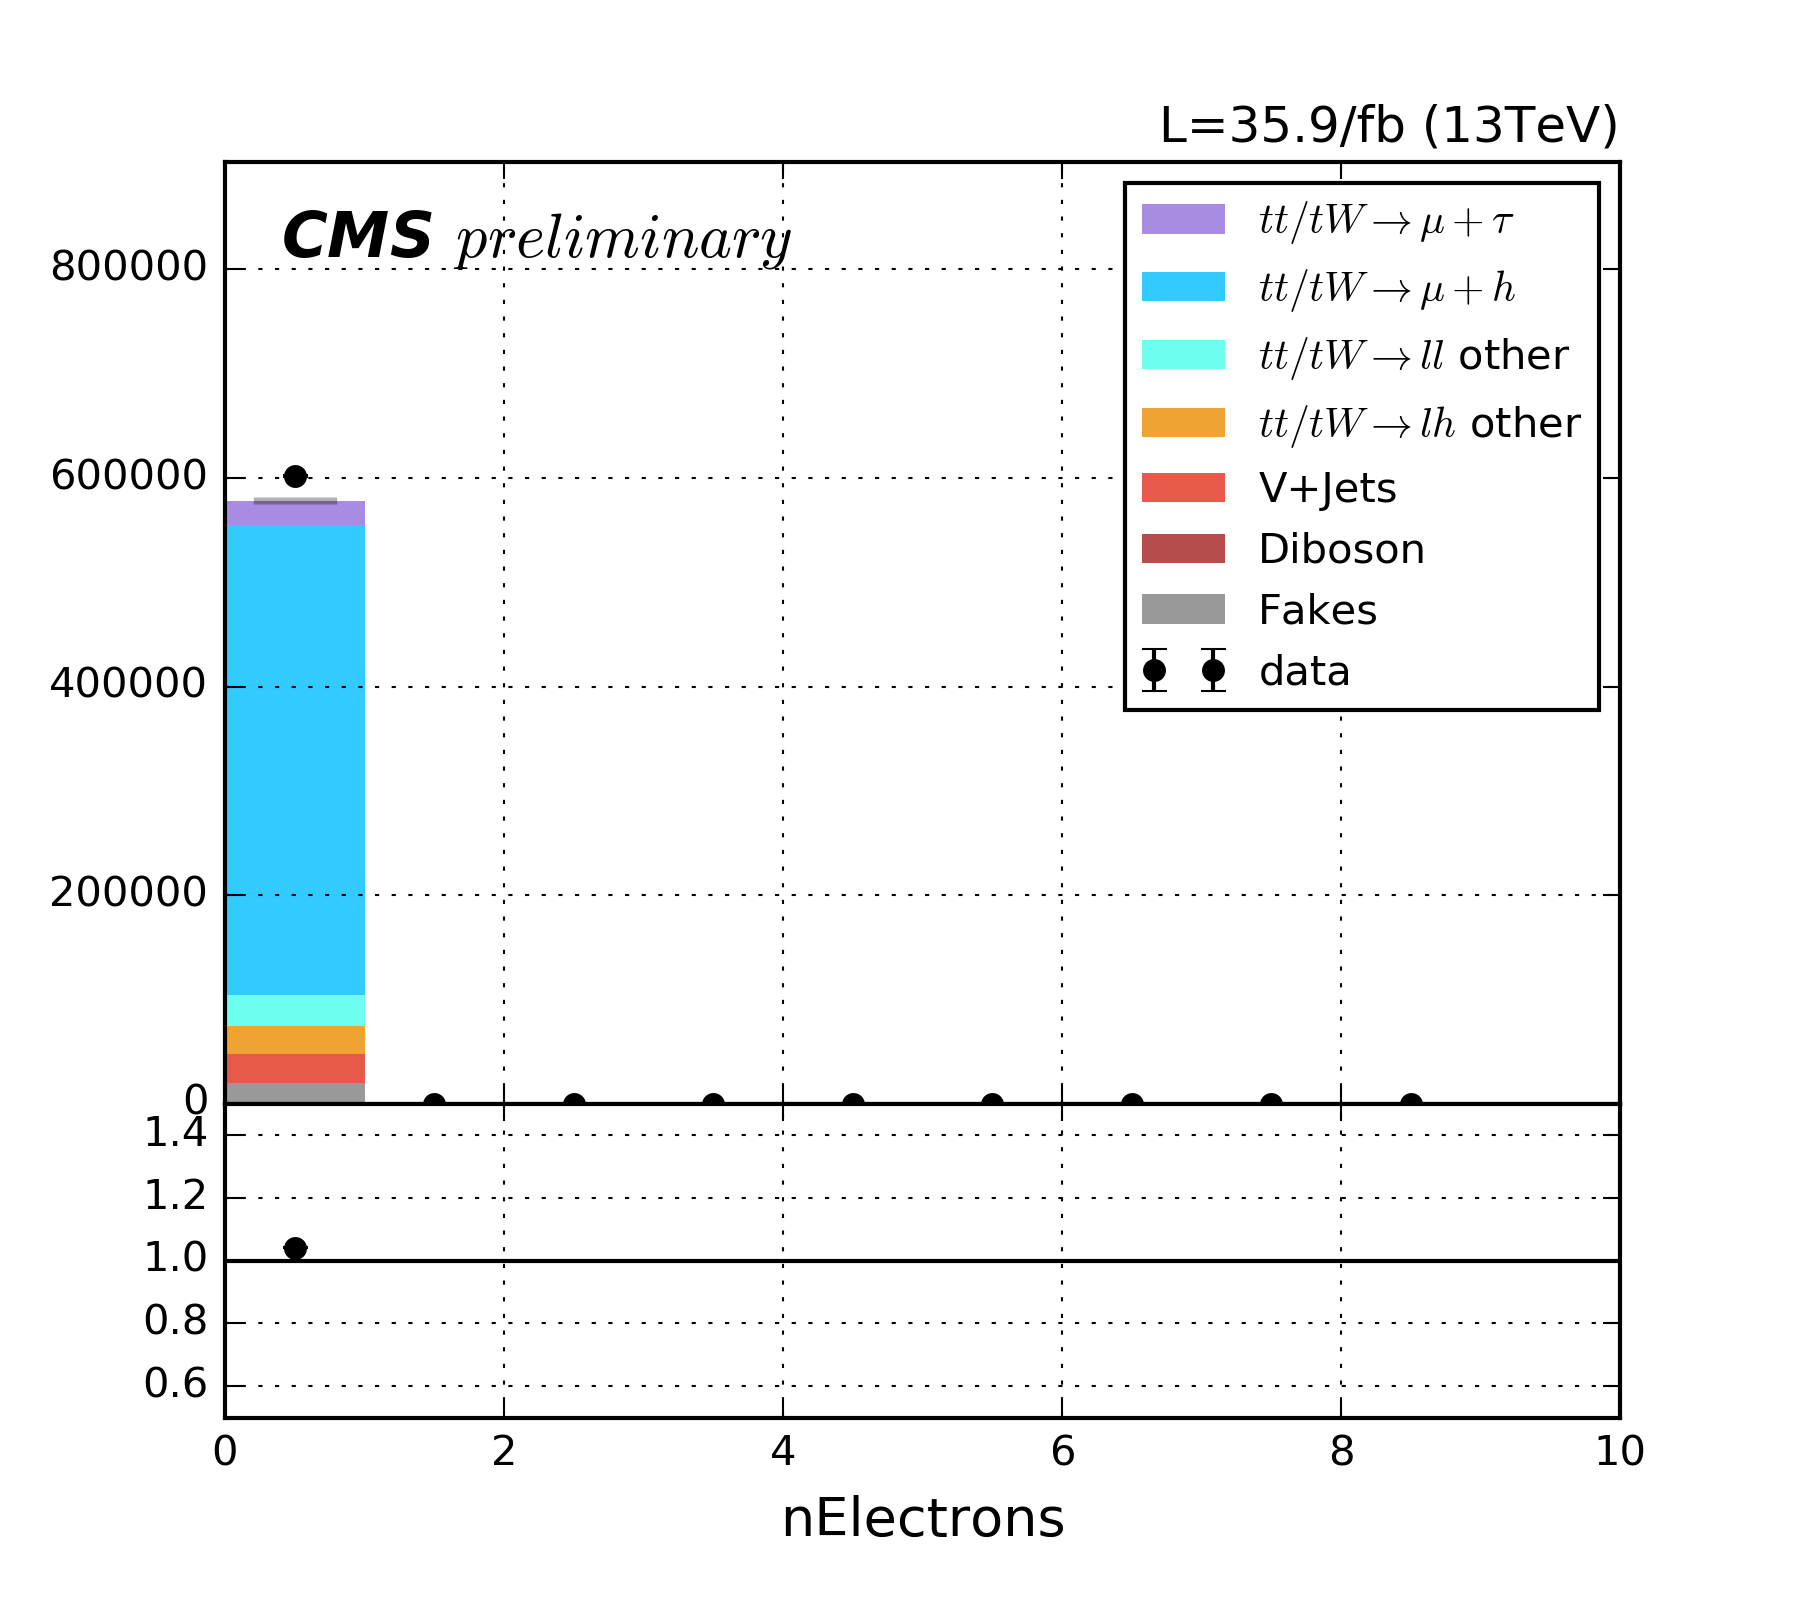 L=35.9/fb (13TeV)
CMS preliminary
tt/tW → μ + τ
tt/tW → μ + h
tt/tW → ll other
tt/tW → lh other
V+Jets
Diboson
Fakes
data
800000
600000
400000
200000
0
1.4
1.2
1.0
0.8
0.6
0 2 4 6 8 10
nElectrons